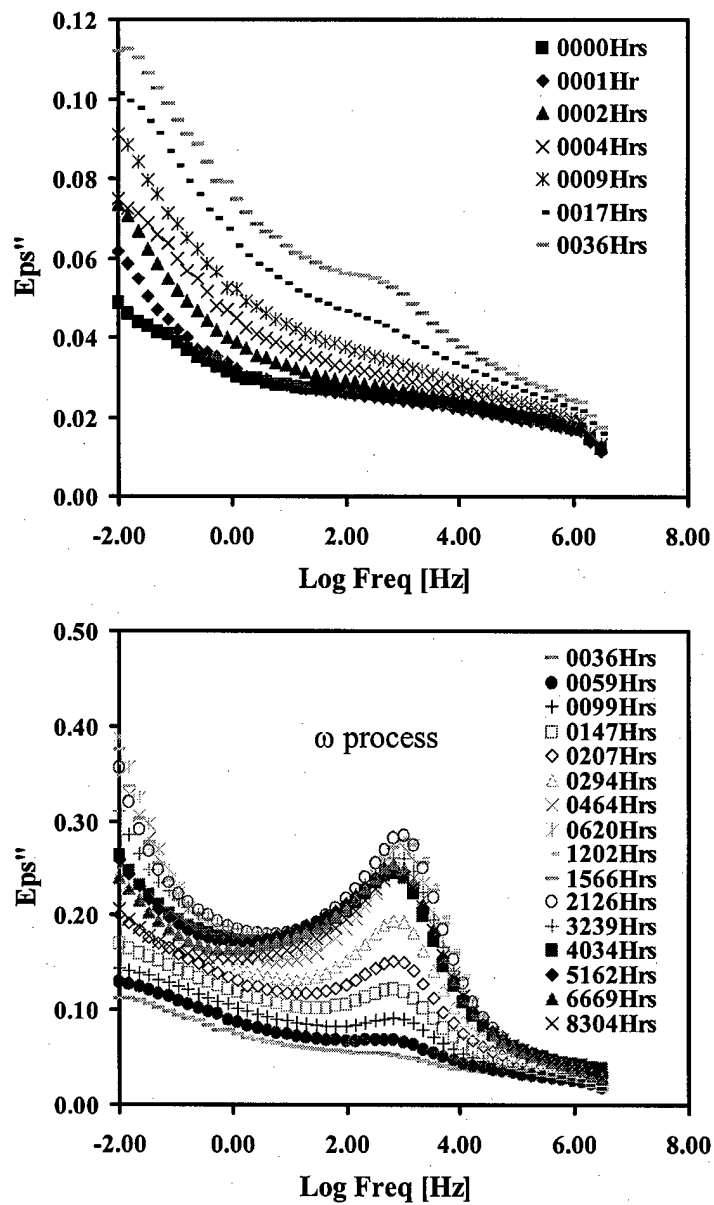 0.12
0.10
0.08
0.06
0.04
0.02
0.00
Eps"
-2.00 0.00 2.00 4.00 6.00 8.00
Log Freq [Hz]
0000Hrs
0001Hr
0002Hrs
0004Hrs
0009Hrs
0017Hrs
0036Hrs
0.50
0.40
0.30
0.20
0.10
0.00
Eps"
-2.00 0.00 2.00 4.00 6.00 8.00
Log Freq [Hz]
ω process
0036Hrs
0059Hrs
0099Hrs
0147Hrs
0207Hrs
0294Hrs
0464Hrs
0620Hrs
1202Hrs
1566Hrs
2126Hrs
3239Hrs
4034Hrs
5162Hrs
6669Hrs
8304Hrs